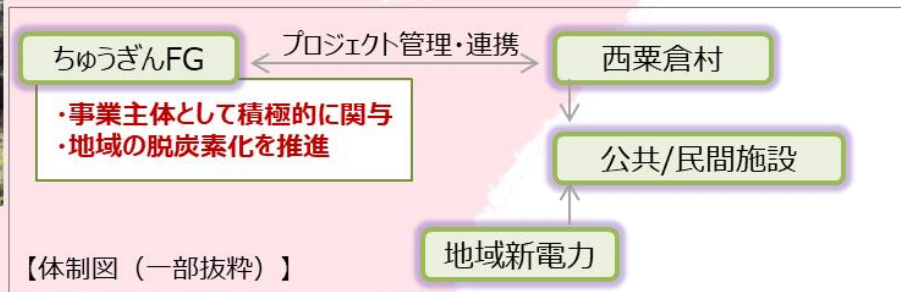 ちゅうぎんFG
プロジェクト管理・連携
西粟倉村
・事業主体として積極的に関与
・地域の脱炭素化を推進
公共/民間施設
地域新電力
【体制図（一部抜粋）】